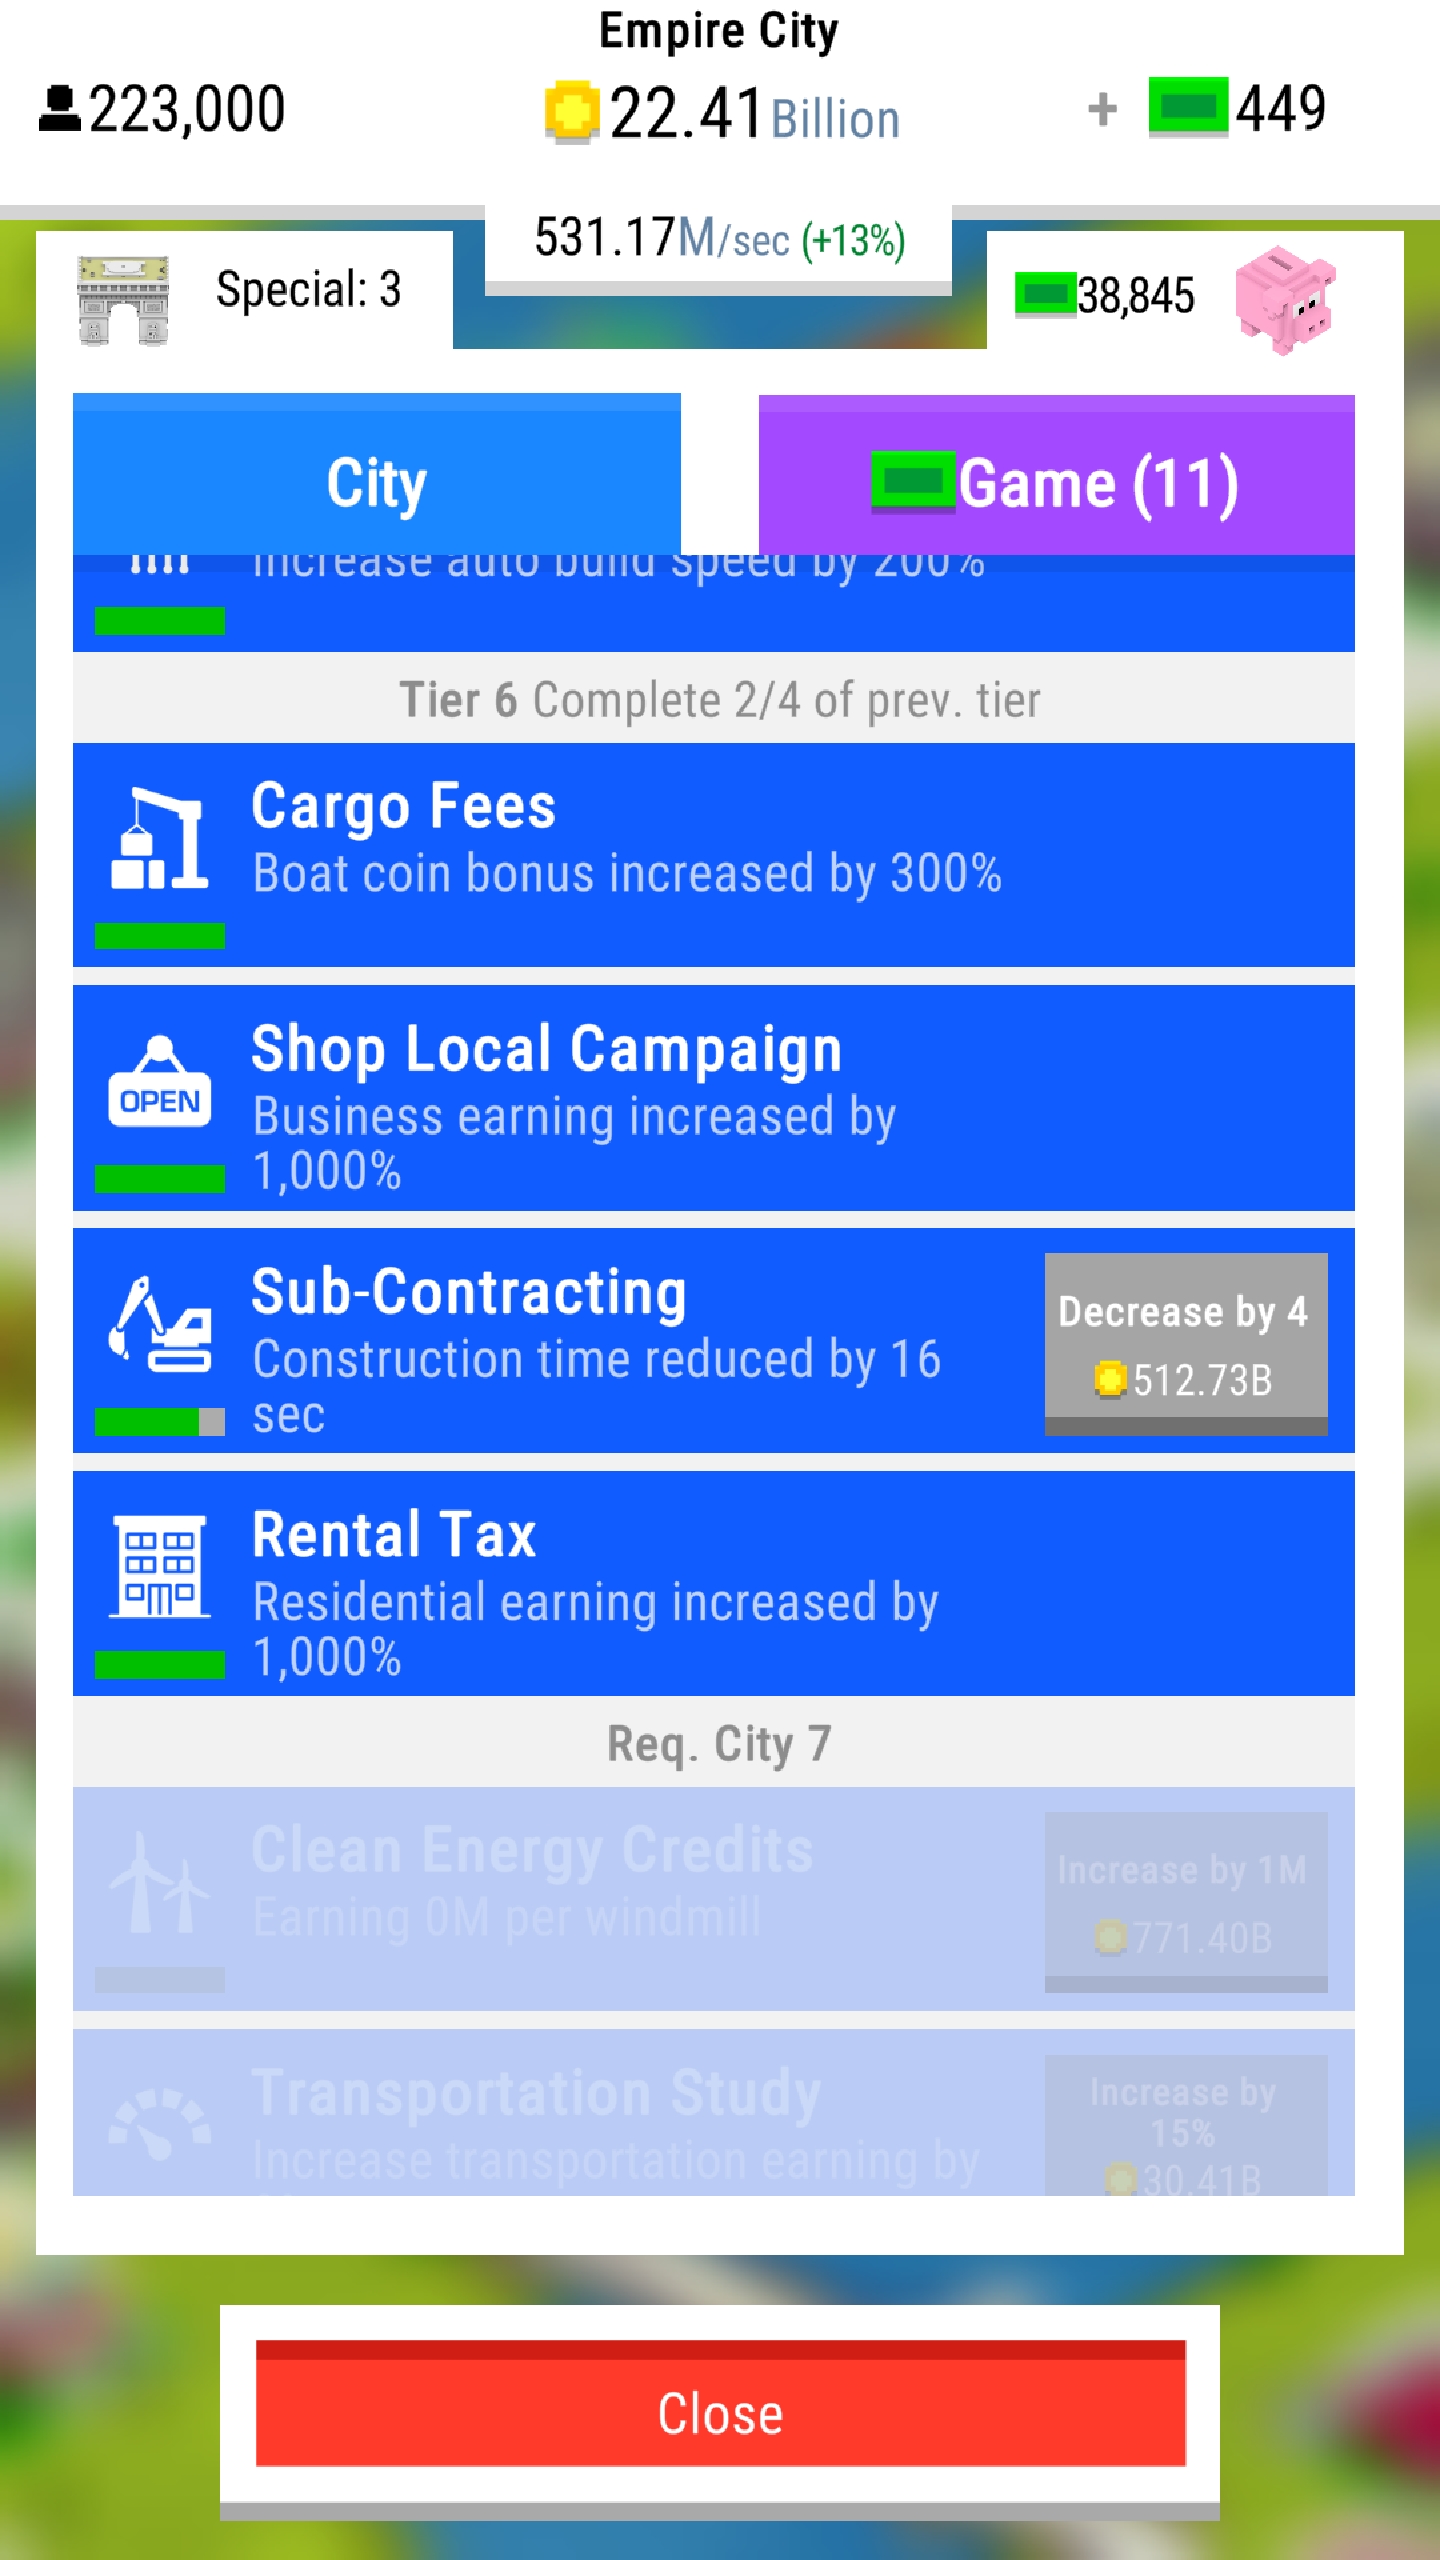 Empire City
223,000
22.41 Billion
+ 449
531.17M/sec (+13%)
Special: 3
38,845
City
Game (11)
Increase auto build speed by 200%
Tier 6 Complete 2/4 of prev. tier
Cargo Fees
Boat coin bonus increased by 300%
Shop Local Campaign
OPEN
Business earning increased by
1,000%
Sub-Contracting
Construction time reduced by 16
sec
Decrease by 4
512.73B
Rental Tax
Residential earning increased by
1,000%
Req. City 7
Clean Energy Credits
Earning 0M per windmill
Increase by 1M
771.40B
Transportation Study
Increase transportation earning by
Increase by
15%
30.41B
Close